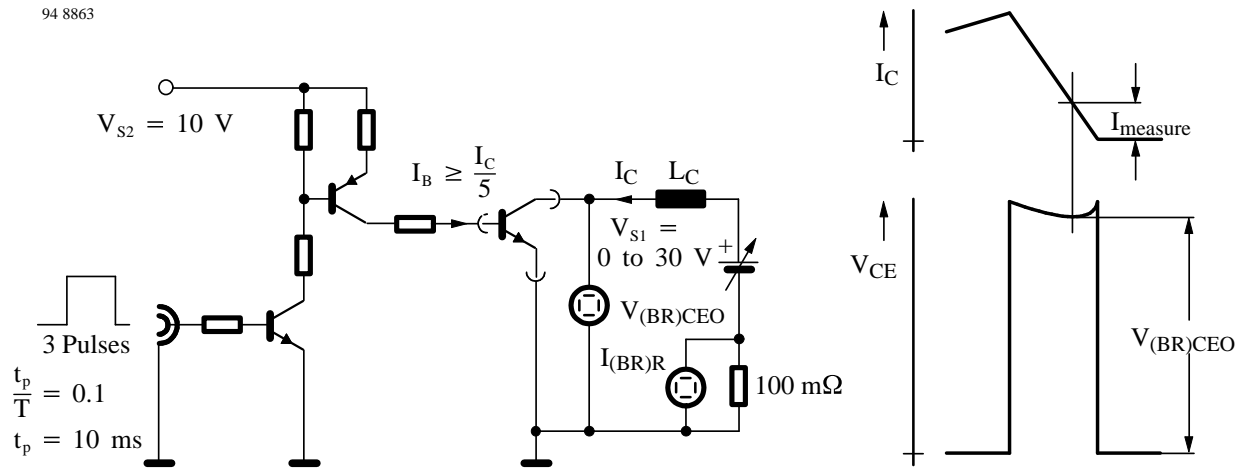 94 8863
V_S2 = 10 V
I_B ≥ I_C/5
I_C
L_C
V_S1 =
0 to 30 V
+
V_(BR)CEO
I_(BR)R
100 mΩ
3 Pulses
t_p/T = 0.1
t_p = 10 ms
I_C
I_measure
V_CE
V_(BR)CEO